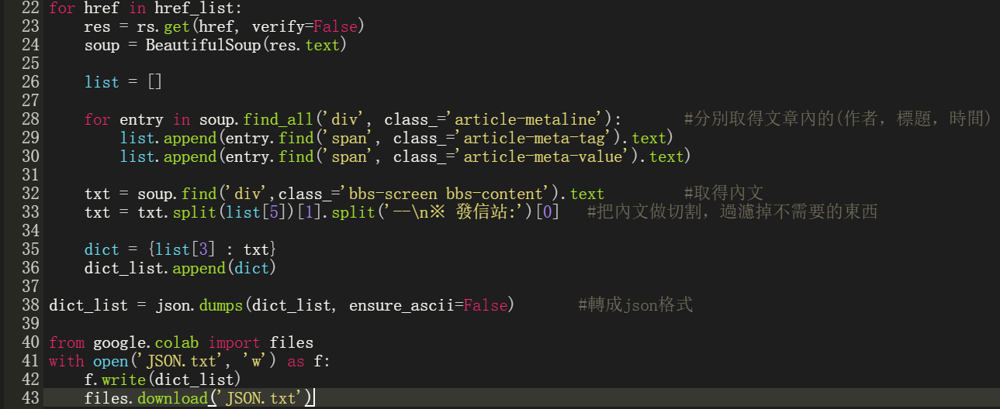 22 for href in href_list:
23     res = rs.get(href, verify=False)
24     soup = BeautifulSoup(res.text)
25
26     list = []
27
28     for entry in soup.find_all('div', class_='article-metaline'):       #分別取得文章內的(作者, 標題, 時間)
29         list.append(entry.find('span', class_='article-meta-tag').text)
30         list.append(entry.find('span', class_='article-meta-value').text)
31
32     txt = soup.find('div',class_='bbs-screen bbs-content').text         #取得內文
33     txt = txt.split(list[5])[1].split('--\n※ 發信站:')[0]   #把內文做切割, 過濾掉不需要的東西
34
35     dict = {list[3] : txt}
36     dict_list.append(dict)
37
38 dict_list = json.dumps(dict_list, ensure_ascii=False)       #轉成json格式
39
40 from google.colab import files
41 with open('JSON.txt', 'w') as f:
42     f.write(dict_list)
43     files.download('JSON.txt')